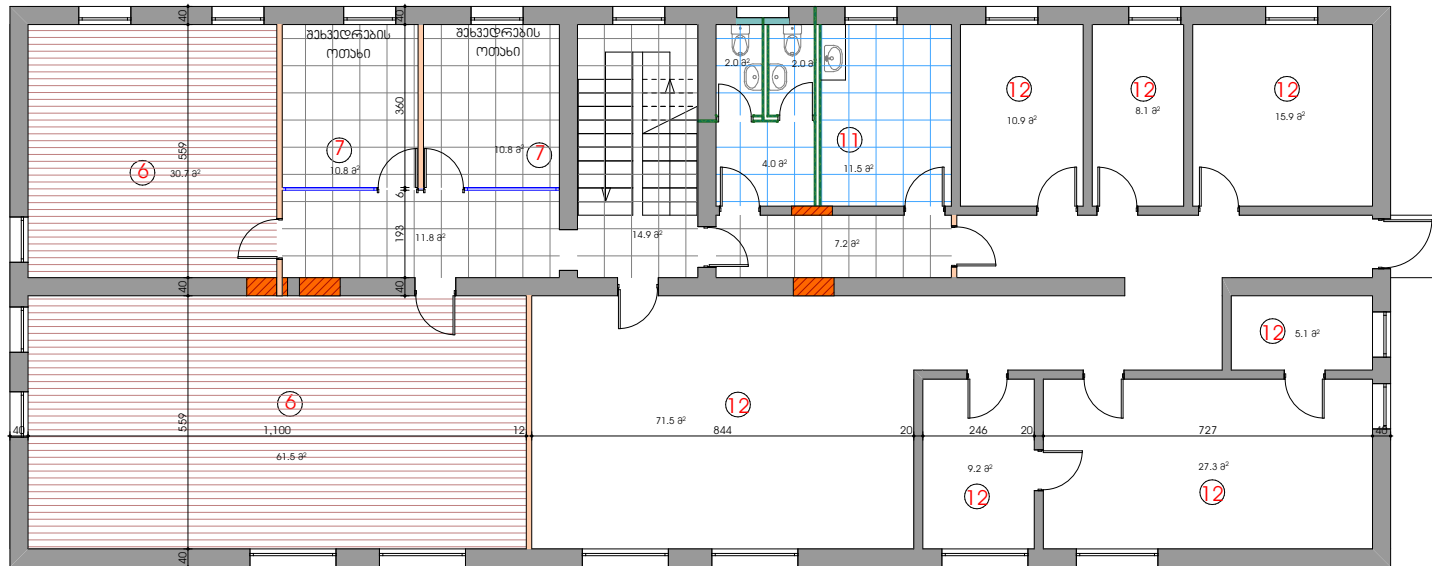 40
40
შეხვედრების
ოთახი
შეხვედრების
ოთახი
2.0 მ²
2.0 მ²
12
12
12
10.9 მ²
8.1 მ²
15.9 მ²
360
559
7
10.8 მ²
10.8 მ²
7
11
11.5 მ²
4.0 მ²
6
30.7 მ²
6
193
11.8 მ²
14.9 მ²
7.2 მ²
40
40
12
5.1 მ²
6
559
12
71.5 მ²
40
1,100
12
844
20
246
20
727
40
61.5 მ²
9.2 მ²
12
27.3 მ²
12
40